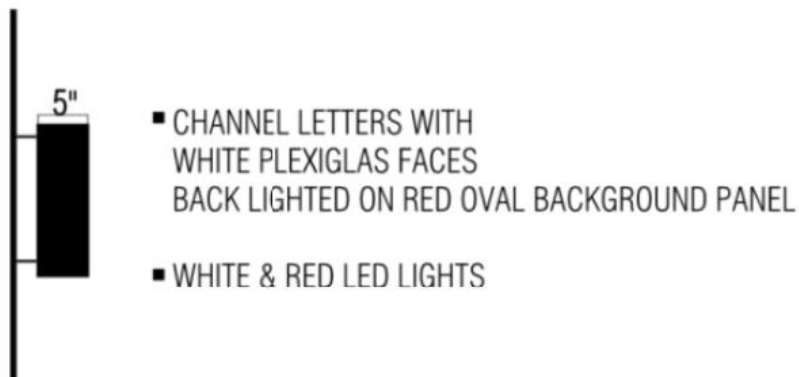 5"
■ CHANNEL LETTERS WITH
WHITE PLEXIGLAS FACES
BACK LIGHTED ON RED OVAL BACKGROUND PANEL
■ WHITE & RED LED LIGHTS